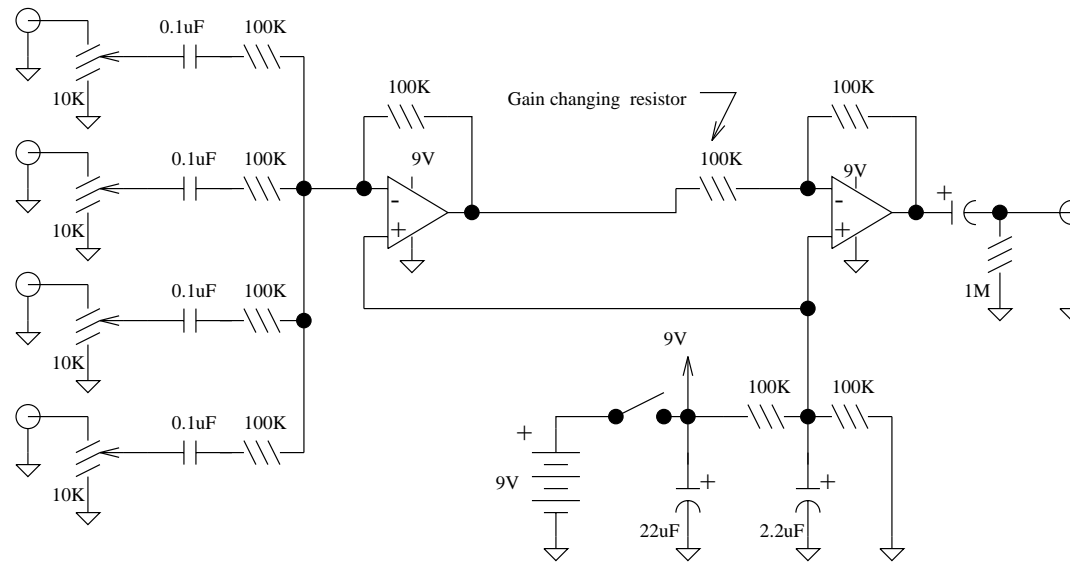 0.1uF
100K
10K
0.1uF
100K
10K
0.1uF
100K
10K
0.1uF
100K
10K
100K
9V
-
+
Gain changing resistor
100K
100K
9V
-
+
+
1M
9V
100K
100K
+
9V
+
22uF
+
2.2uF